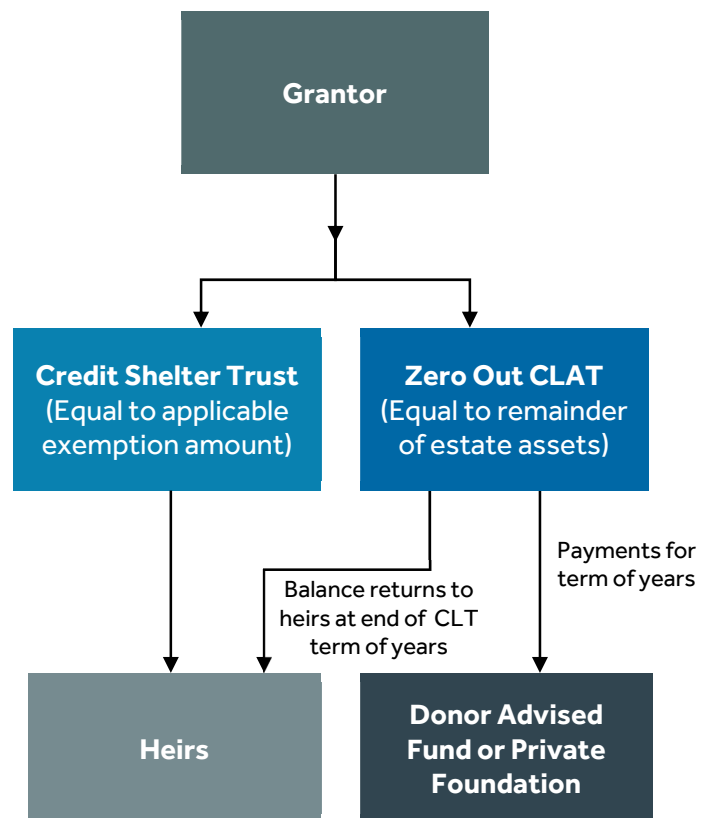 Grantor
Credit Shelter Trust
(Equal to applicable
exemption amount)
Zero Out CLAT
(Equal to remainder
of estate assets)
Payments for
term of years
Balance returns to
heirs at end of CLT
term of years
Heirs
Donor Advised
Fund or Private
Foundation